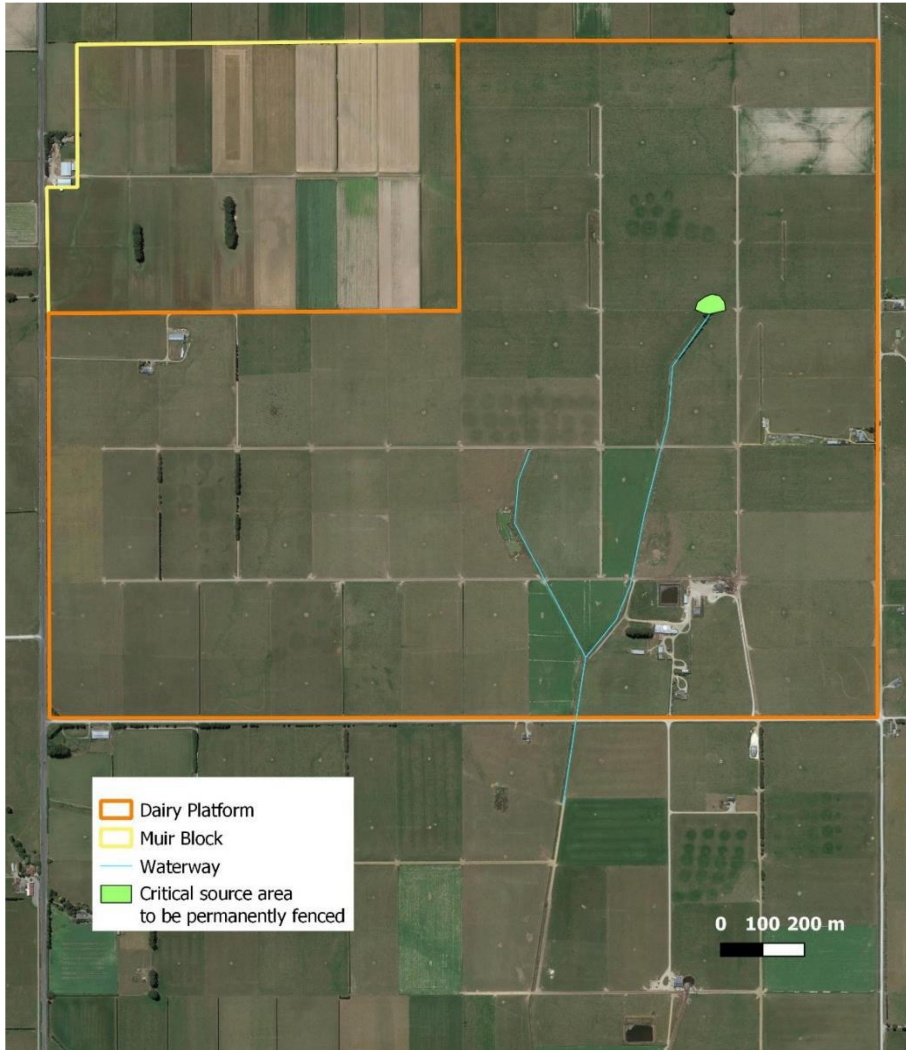 Dairy Platform
Muir Block
Waterway
Critical source area
to be permanently fenced
0 100 200 m